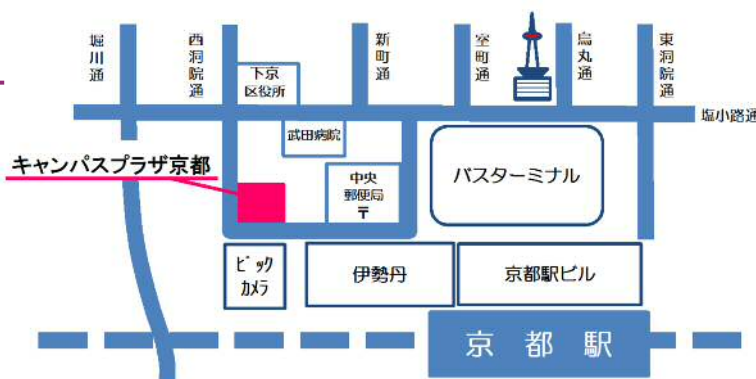 堀川通
西洞院通
新町通
室町通
烏丸通
東洞院通
下京
区役所
塩小路通
武田病院
キャンパスプラザ京都
中央
郵便局
〒
バスターミナル
ビック
カメラ
伊勢丹
京都駅ビル
京都駅